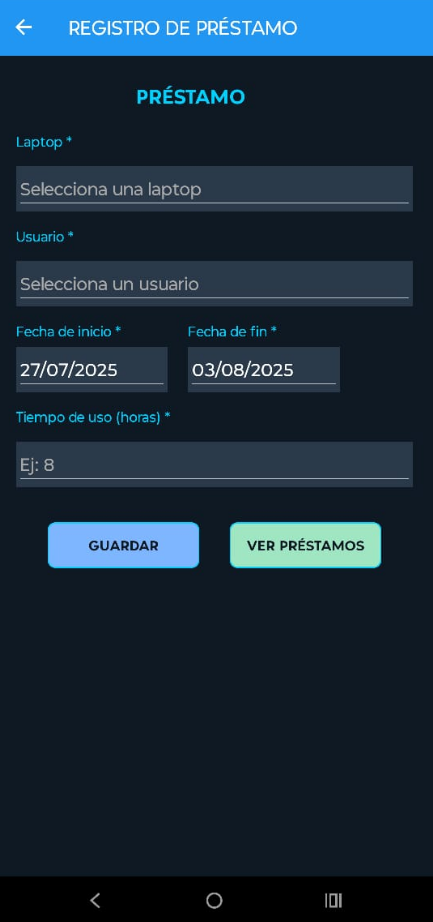 REGISTRO DE PRÉSTAMO
PRÉSTAMO
Laptop *
Selecciona una laptop
Usuario *
Selecciona un usuario
Fecha de inicio * Fecha de fin *
27/07/2025 03/08/2025
Tiempo de uso (horas) *
Ej: 8
GUARDAR VER PRÉSTAMOS